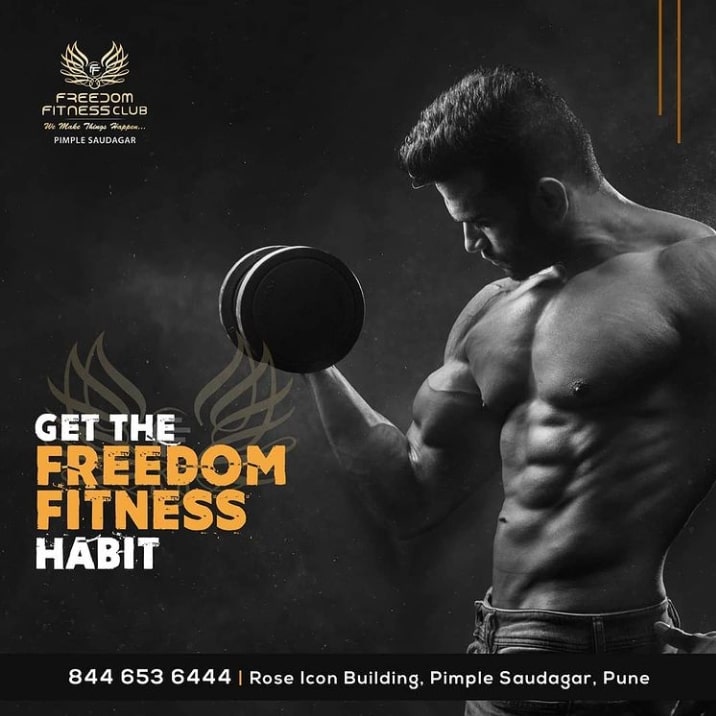 FREEDOM
FITNESS CLUB
We Make Things Happen...
PIMPLE SAUDAGAR
GET THE
FREEDOM
FITNESS
HABIT
844 653 6444 | Rose Icon Building, Pimple Saudagar, Pune